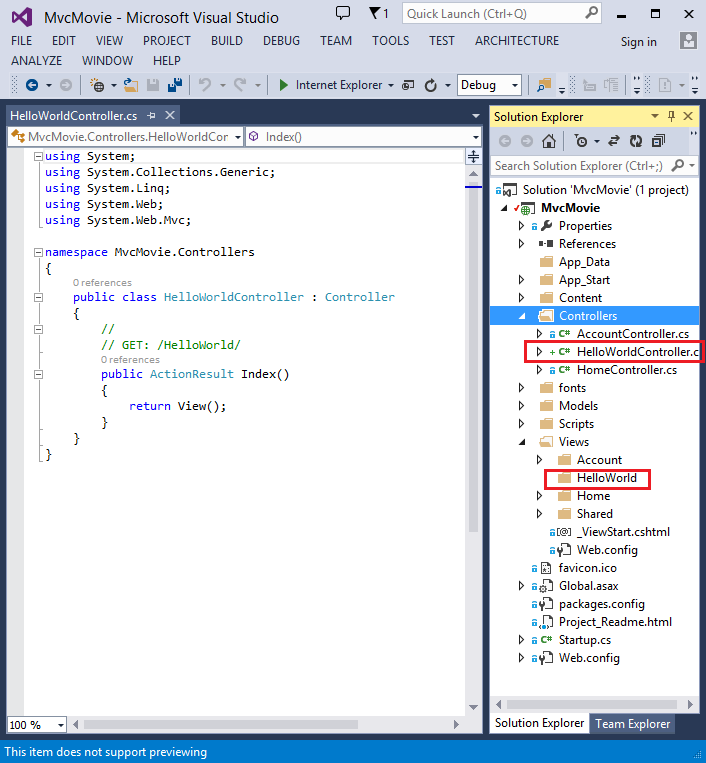 MvcMovie - Microsoft Visual Studio
1
Quick Launch (Ctrl+Q)
FILE EDIT VIEW PROJECT BUILD DEBUG TEAM TOOLS TEST ARCHITECTURE
Sign in
ANALYZE WINDOW HELP
Internet Explorer
Debug
HelloWorldController.cs
MvcMovie.Controllers.HelloWorldCor
Index()
using System;
using System.Collections.Generic;
using System.Linq;
using System.Web;
using System.Web.Mvc;
namespace MvcMovie.Controllers
{
0 references
public class HelloWorldController : Controller
{
//
// GET: /HelloWorld/
0 references
public ActionResult Index()
{
return View();
}
}
}
100 %
Solution Explorer
Search Solution Explorer (Ctrl+;)
Solution 'MvcMovie' (1 project)
MvcMovie
Properties
References
App_Data
App_Start
Content
Controllers
C# AccountController.cs
+ C# HelloWorldController.c
C# HomeController.cs
fonts
Models
Scripts
Views
Account
HelloWorld
Home
Shared
[@] _ViewStart.cshtml
Web.config
favicon.ico
Global.asax
packages.config
Project_Readme.html
C# Startup.cs
Web.config
Solution Explorer Team Explorer
This item does not support previewing